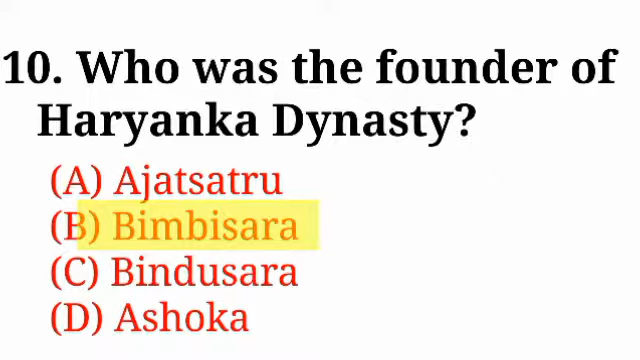 10. Who was the founder of
Haryanka Dynasty?
(A) Ajatsatru
(B) Bimbisara
(C) Bindusara
(D) Ashoka